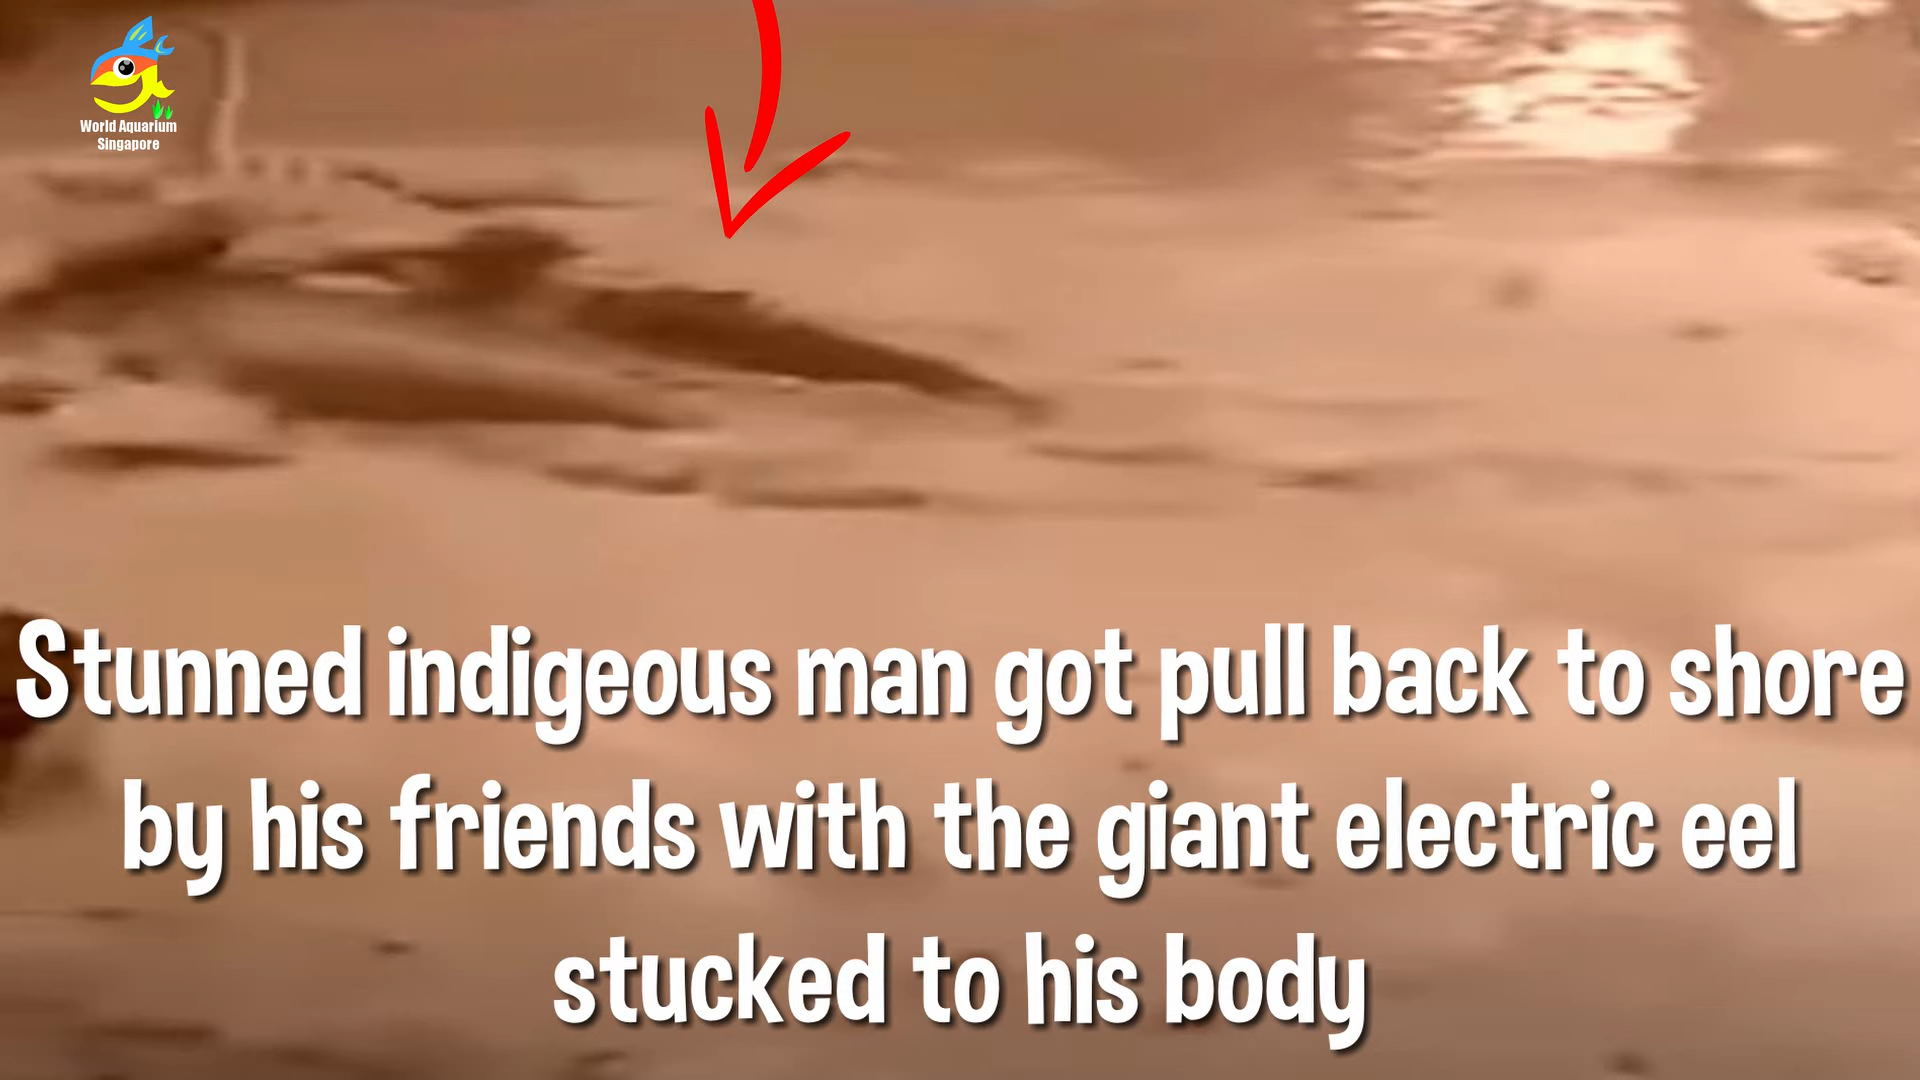 World Aquarium
Singapore
Stunned indigeous man got pull back to shore
by his friends with the giant electric eel
stucked to his body